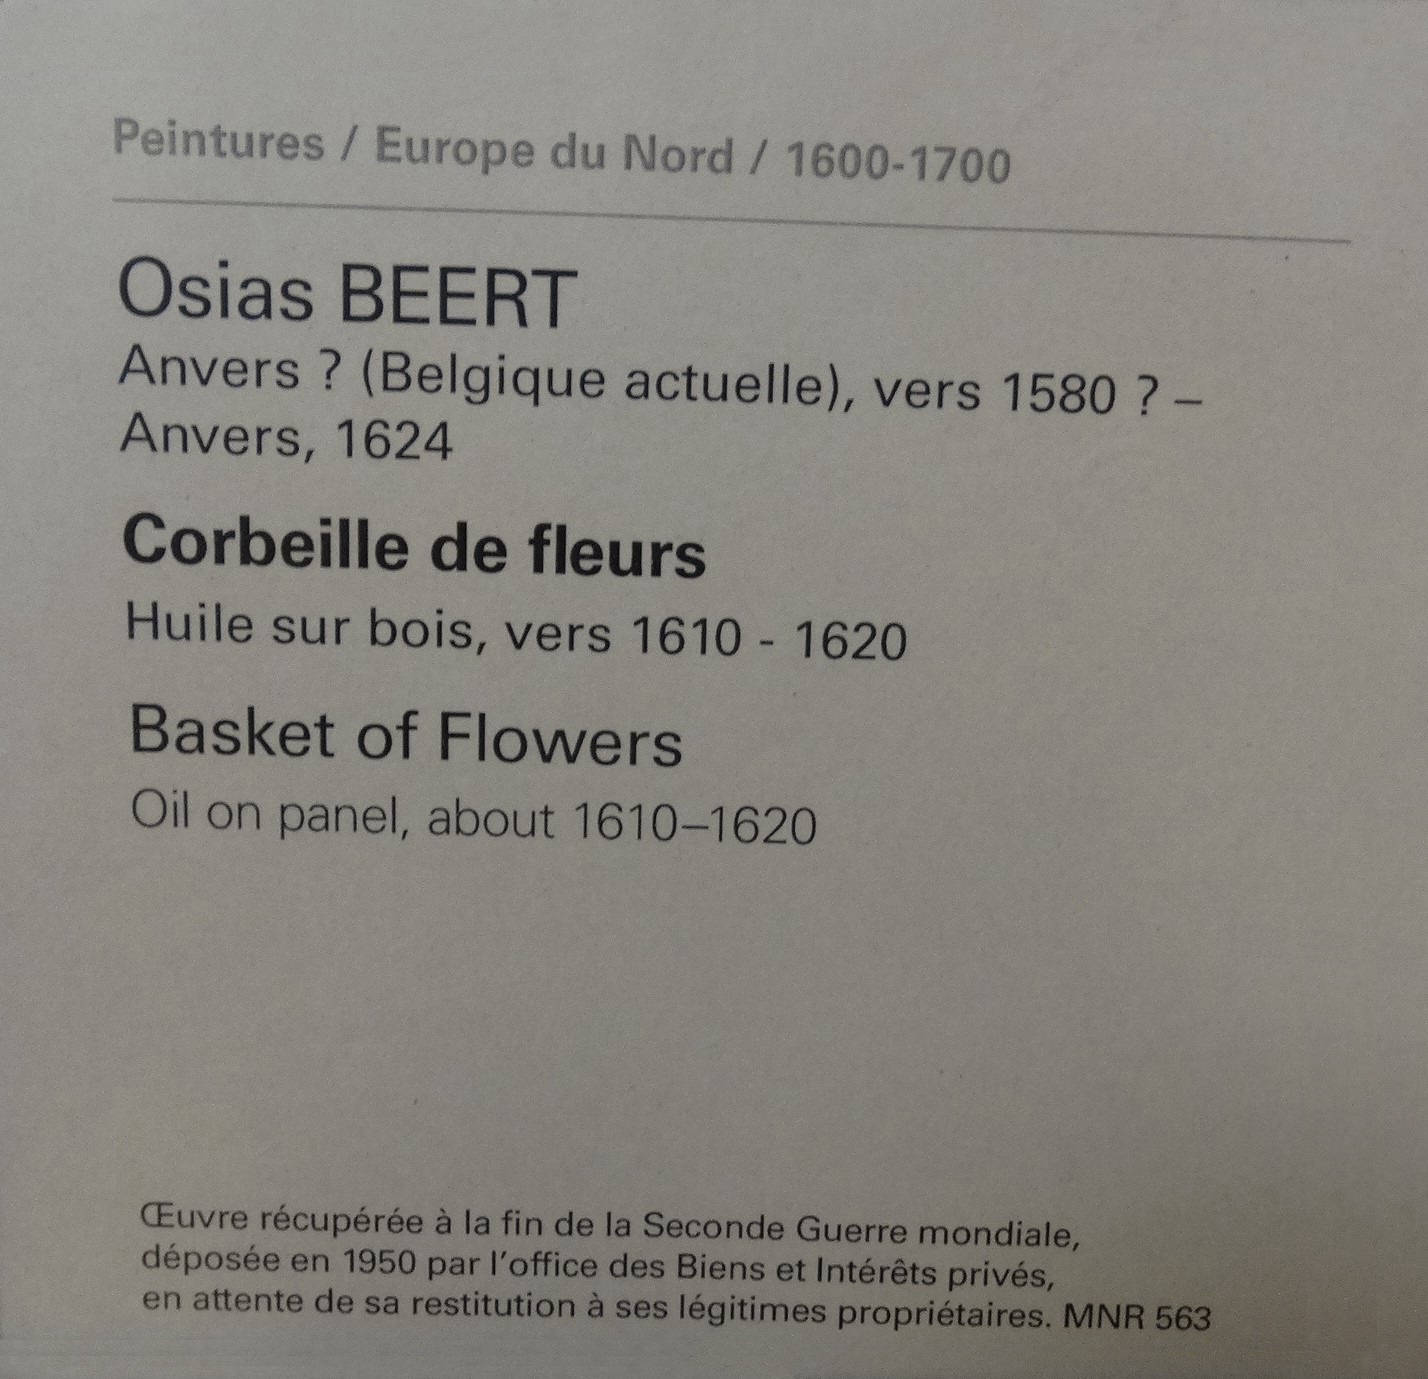 Peintures / Europe du Nord / 1600-1700
Osias BEERT
Anvers ? (Belgique actuelle), vers 1580 ? –
Anvers, 1624
Corbeille de fleurs
Huile sur bois, vers 1610 - 1620
Basket of Flowers
Oil on panel, about 1610–1620
Œuvre récupérée à la fin de la Seconde Guerre mondiale,
déposée en 1950 par l’office des Biens et Intérêts privés,
en attente de sa restitution à ses légitimes propriétaires. MNR 563